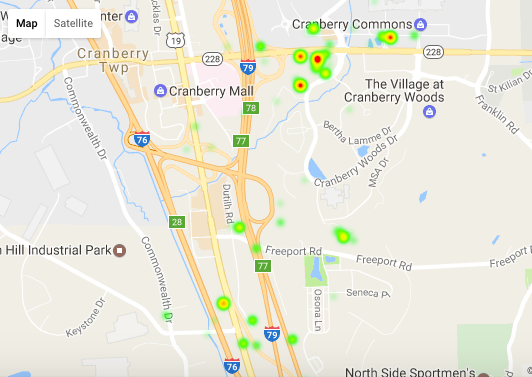 Map
Satellite
Cranberry Commons
228
228
19
Cranberry
Twp
79
Cranberry Mall
78
The Village at
Cranberry Woods
St Kilian Dr
Franklin Rd
Commonwealth Dr
76
77
Bertha Lamme Dr
Cranberry Woods Dr
MSA Dr
Dutilh Rd
28
Hill Industrial Park
Freeport Rd
Freeport Rd
Freeport Rd
77
Commonwealth Dr
Seneca P
Osona Ln
Keystone Dr
79
76
North Side Sportmen's